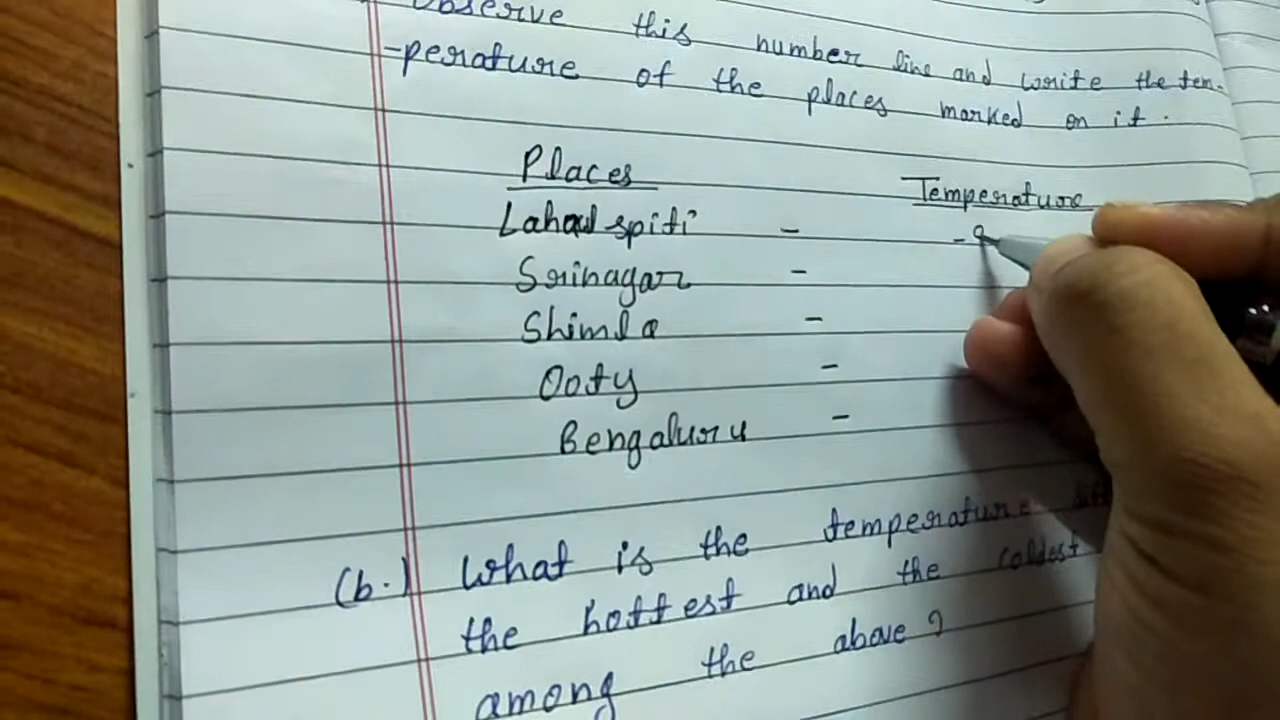 Observe this number line and write the tem-
-perature of the places marked on it.
Places Temperature
Lahaul spiti -
Srinagar -
Shimla -
Ooty -
Bengaluru -
(b.) What is the temperature
the hottest and the coldest
among the above?